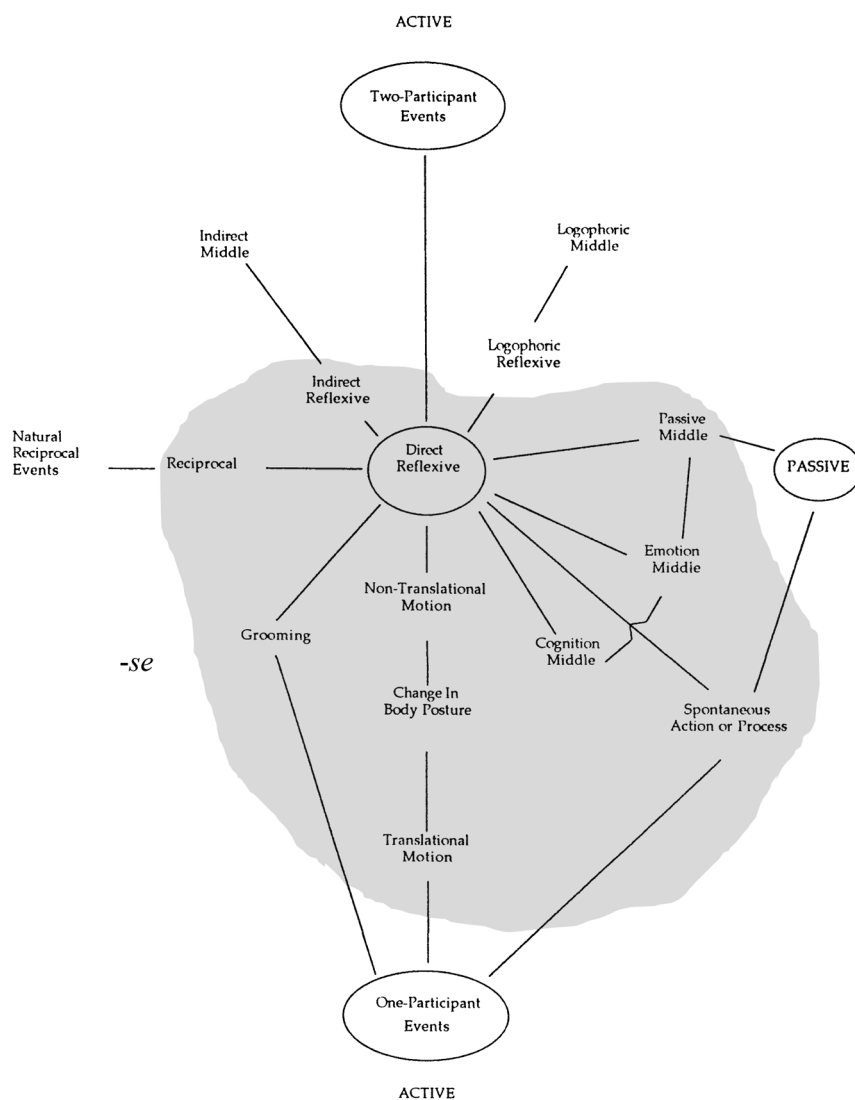 ACTIVE
Two-Participant
Events
Indirect
Middle
Logophoric
Middle
Logophoric
Reflexive
Indirect
Reflexive
Passive
Middle
Natural
Reciprocal
Events
Reciprocal
Direct
Reflexive
PASSIVE
Emotion
Middle
Non-Translational
Motion
Grooming
Cognition
Middle
-se
Change In
Body Posture
Spontaneous
Action or Process
Translational
Motion
One-Participant
Events
ACTIVE